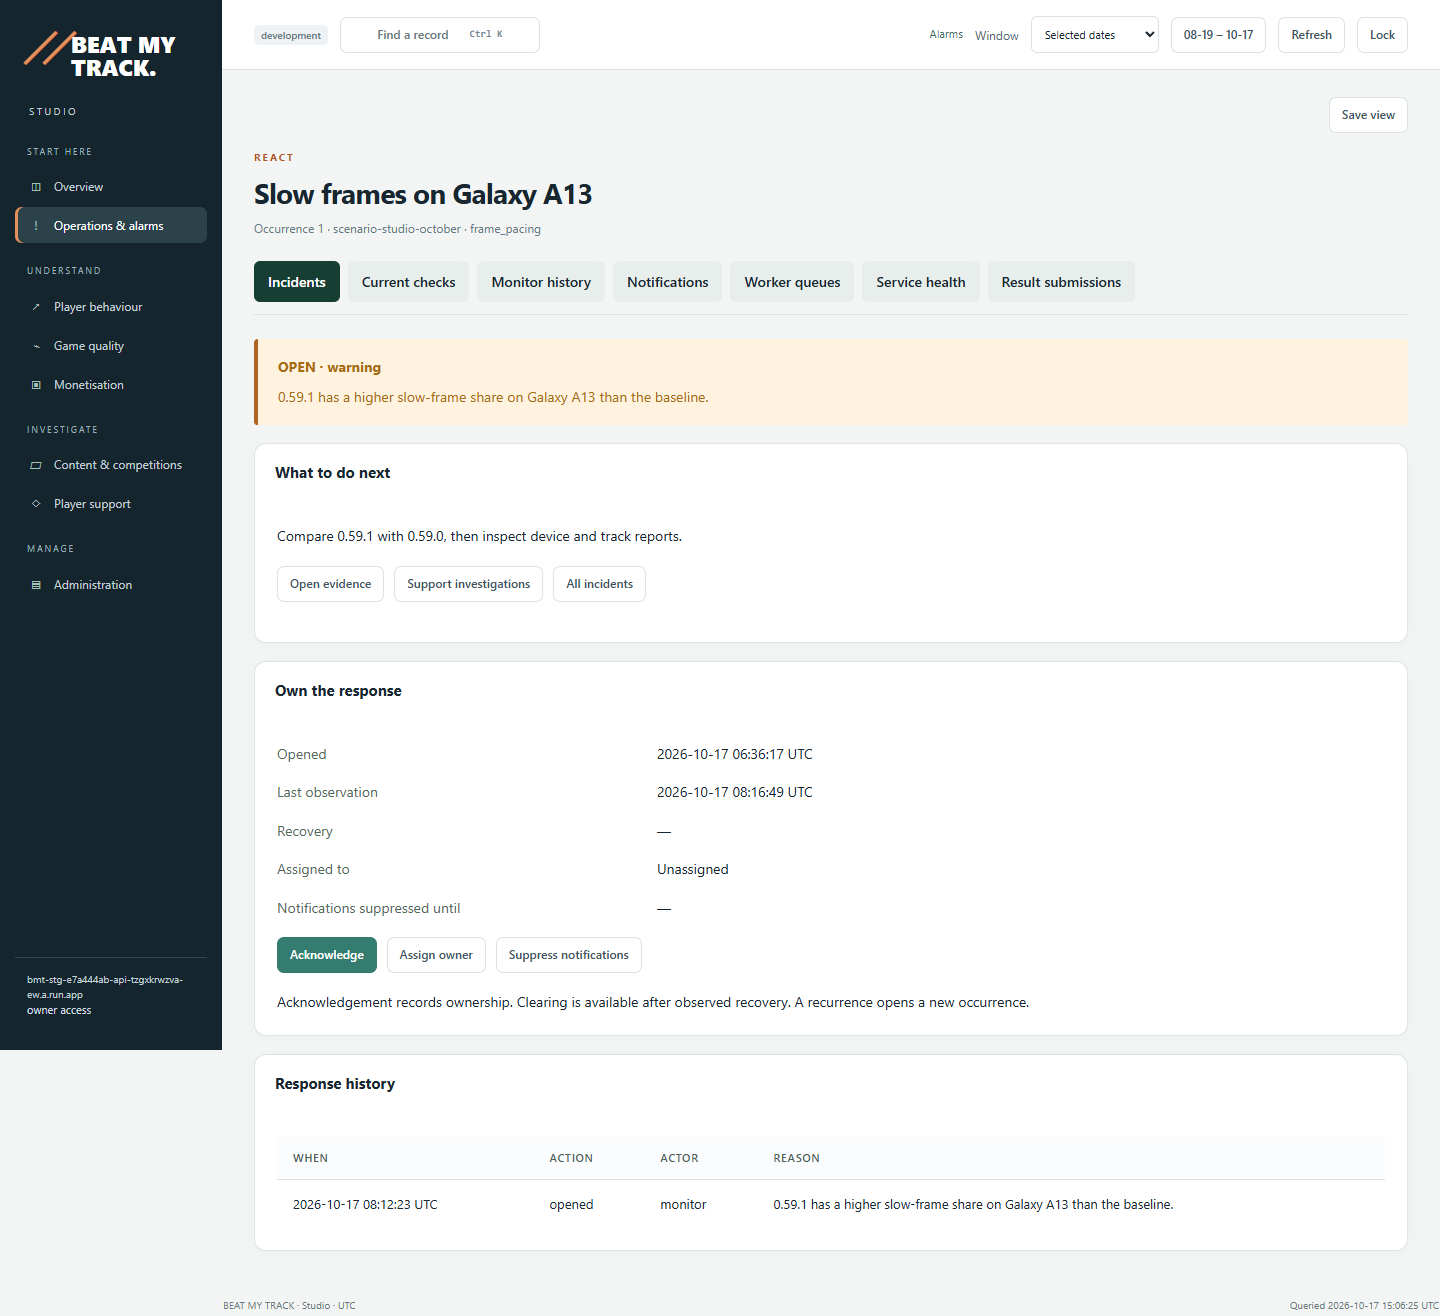 BEAT MY
TRACK.
STUDIO
START HERE
Overview
Operations & alarms
UNDERSTAND
Player behaviour
Game quality
Monetisation
INVESTIGATE
Content & competitions
Player support
MANAGE
Administration
bmt-stg-e7a444ab-api-tzgxkrwzva-
ew.a.run.app
owner access
development
Find a record Ctrl K
Alarms Window Selected dates 08-19 – 10-17 Refresh Lock
Save view
REACT
Slow frames on Galaxy A13
Occurrence 1 · scenario-studio-october · frame_pacing
Incidents Current checks Monitor history Notifications Worker queues Service health Result submissions
OPEN · warning
0.59.1 has a higher slow-frame share on Galaxy A13 than the baseline.
What to do next
Compare 0.59.1 with 0.59.0, then inspect device and track reports.
Open evidence Support investigations All incidents
Own the response
Opened 2026-10-17 06:36:17 UTC
Last observation 2026-10-17 08:16:49 UTC
Recovery —
Assigned to Unassigned
Notifications suppressed until —
Acknowledge Assign owner Suppress notifications
Acknowledgement records ownership. Clearing is available after observed recovery. A recurrence opens a new occurrence.
Response history
WHEN ACTION ACTOR REASON
2026-10-17 08:12:23 UTC opened monitor 0.59.1 has a higher slow-frame share on Galaxy A13 than the baseline.
BEAT MY TRACK · Studio · UTC
Queried 2026-10-17 15:06:25 UTC